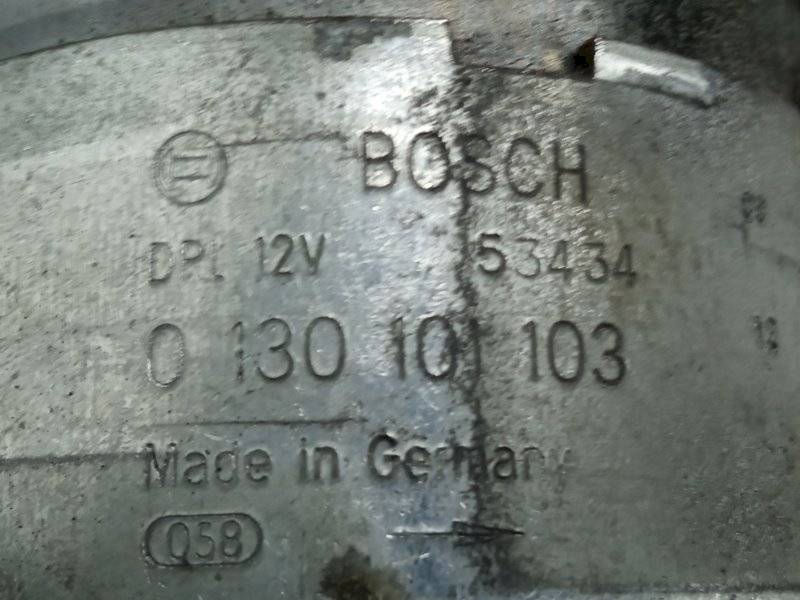 BOSCH
DPL 12V 53434
0 130 101 103
Made in Germany
058